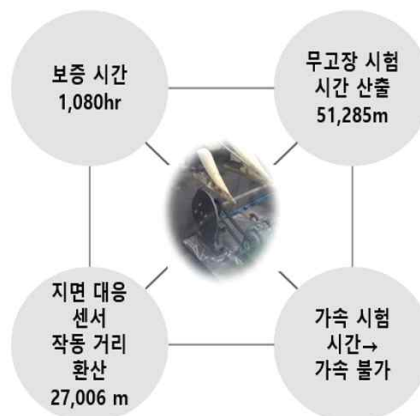 보증 시간
1,080hr
무고장 시험
시간 산출
51,285m
지면 대응
센서
작동 거리
환산
27,006 m
가속 시험
시간→
가속 불가